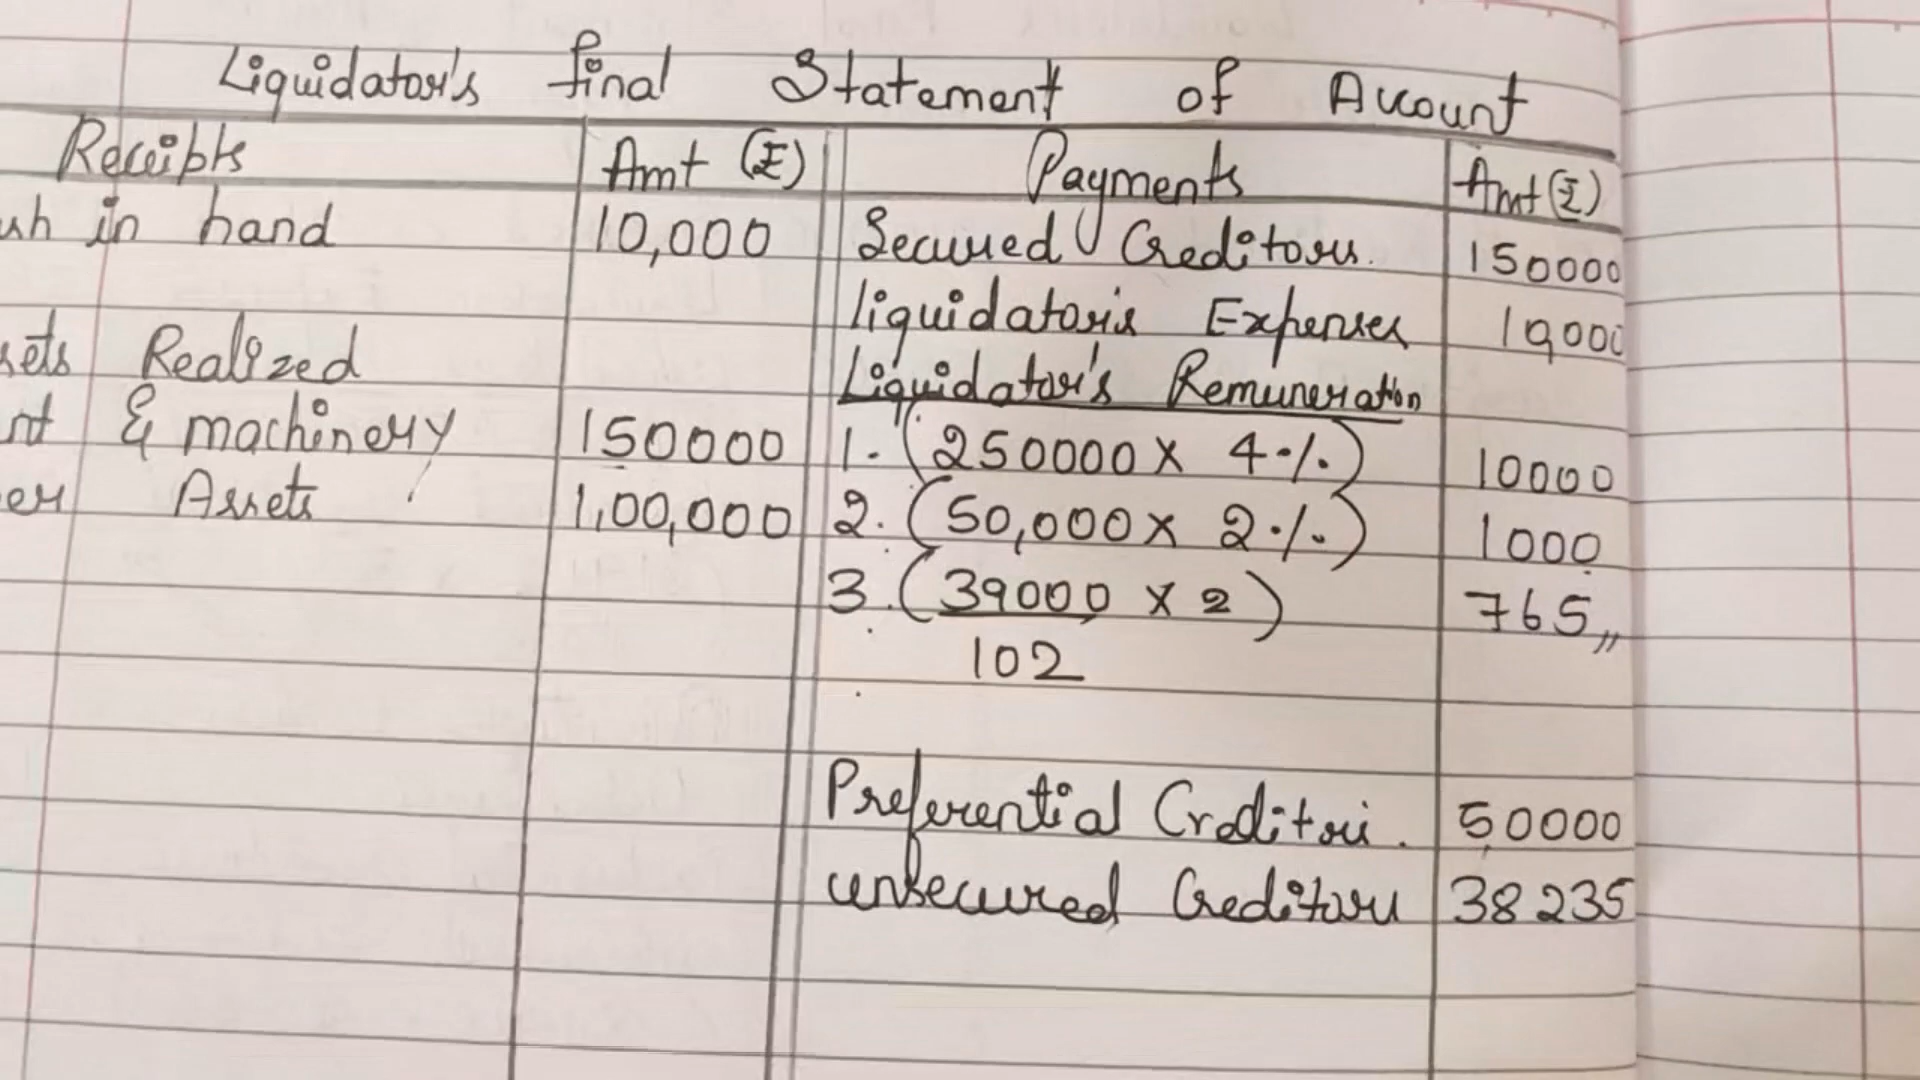 Liquidator's final Statement of Account
Receipts Amt (₹) Payments Amt (₹)
sh in hand 10,000 Secured Creditors. 150000
liquidator's Expenses 10,000
sets Realized Liquidator's Remuneration
nt & machinery 150000 1. (250000 x 4%) 10000
er Assets 1,00,000 2. (50,000 x 2%) 1000
3. (39000 x 2) 765,,
102
Preferential Creditors. 50000
unsecured Creditors 38235